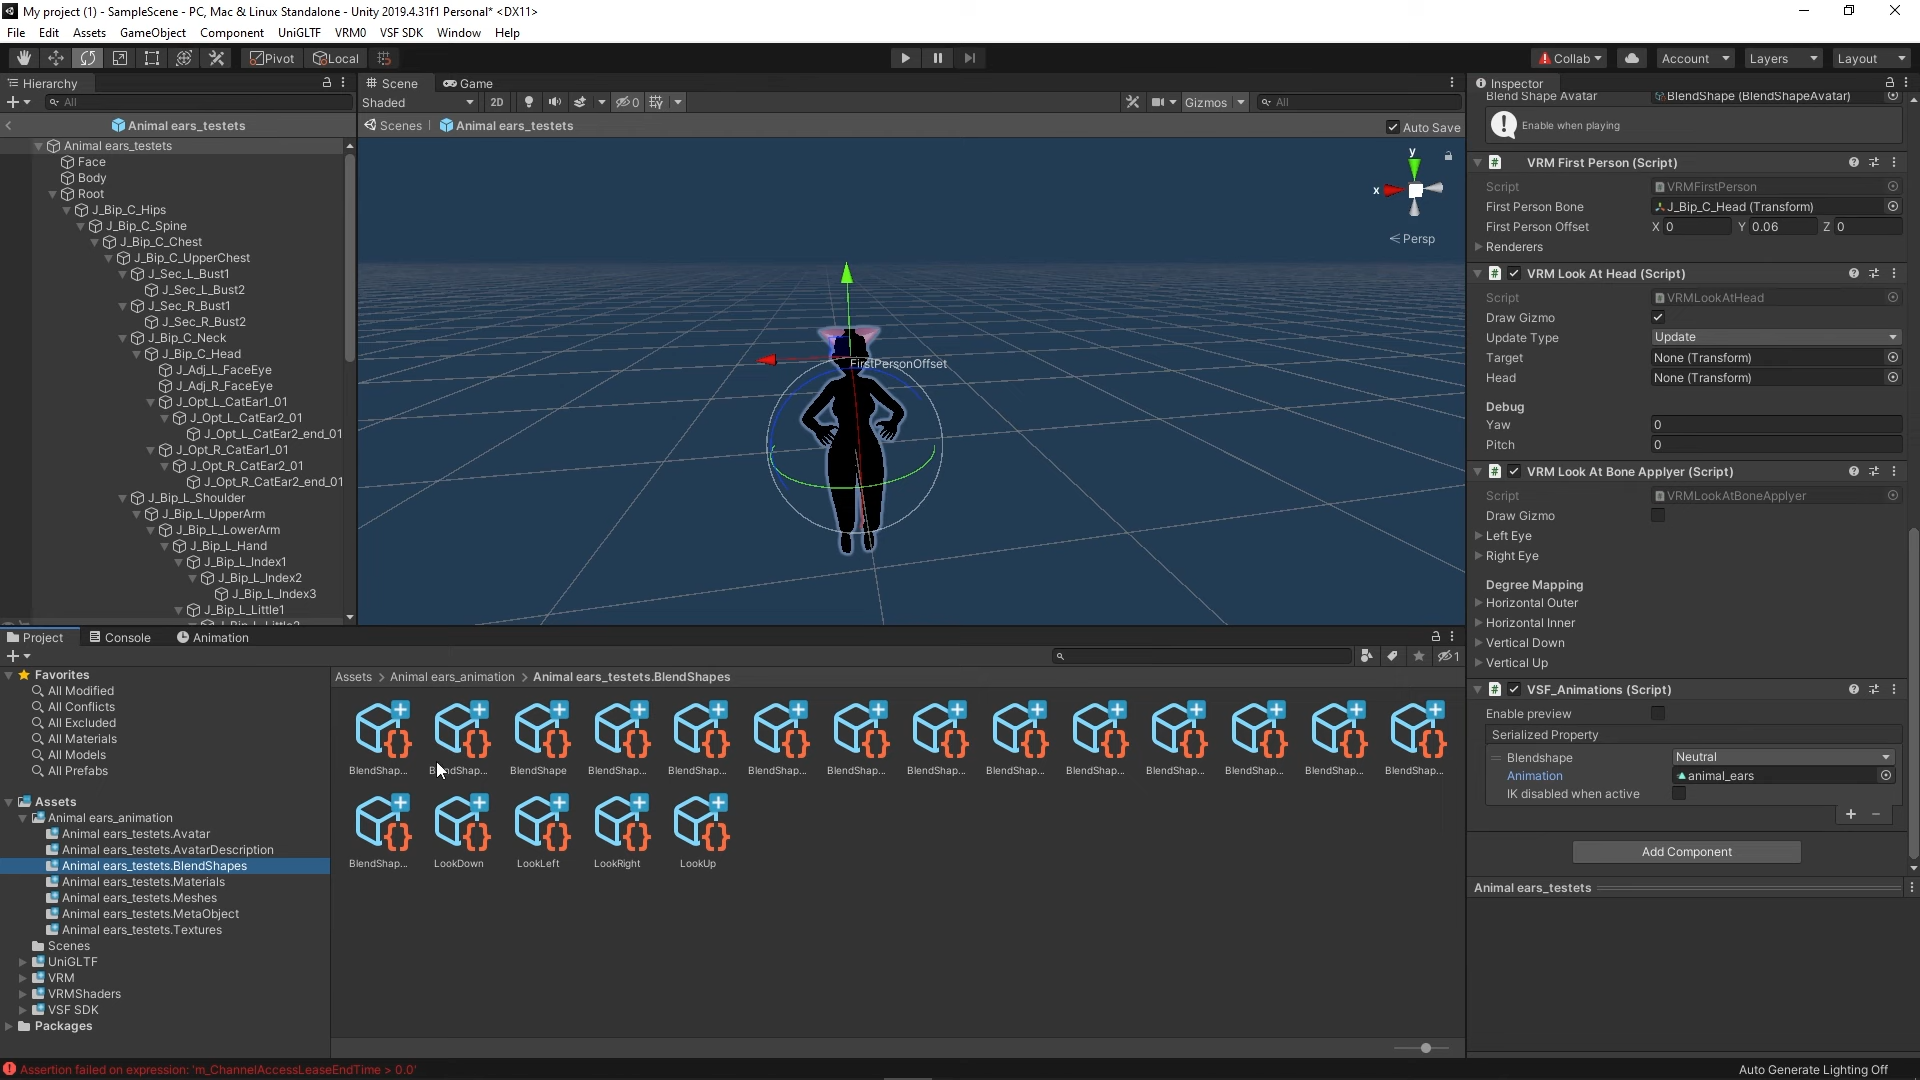 My project (1) - SampleScene - PC, Mac & Linux Standalone - Unity 2019.4.31f1 Personal* <DX11>
File Edit Assets GameObject Component UniGLTF VRM0 VSF SDK Window Help
Pivot Local Collab Account Layers Layout
Hierarchy
All
Animal ears_testets
Animal ears_testets
Face
Body
Root
J_Bip_C_Hips
J_Bip_C_Spine
J_Bip_C_Chest
J_Bip_C_UpperChest
J_Sec_L_Bust1
J_Sec_L_Bust2
J_Sec_R_Bust1
J_Sec_R_Bust2
J_Bip_C_Neck
J_Bip_C_Head
J_Adj_L_FaceEye
J_Adj_R_FaceEye
J_Opt_L_CatEar1_01
J_Opt_L_CatEar2_01
J_Opt_L_CatEar2_end_01
J_Opt_R_CatEar1_01
J_Opt_R_CatEar2_01
J_Opt_R_CatEar2_end_01
J_Bip_L_Shoulder
J_Bip_L_UpperArm
J_Bip_L_LowerArm
J_Bip_L_Hand
J_Bip_L_Index1
J_Bip_L_Index2
J_Bip_L_Index3
J_Bip_L_Little1
Scene Game
Shaded 2D 0 Gizmos All
Scenes Animal ears_testets Auto Save
y
x
Persp
FirstPersonOffset
Inspector
Blend Shape Avatar BlendShape (BlendShapeAvatar)
Enable when playing
# VRM First Person (Script)
Script VRMFirstPerson
First Person Bone J_Bip_C_Head (Transform)
First Person Offset X 0 Y 0.06 Z 0
Renderers
# VRM Look At Head (Script)
Script VRMLookAtHead
Draw Gizmo
Update Type Update
Target None (Transform)
Head None (Transform)
Debug
Yaw 0
Pitch 0
# VRM Look At Bone Applyer (Script)
Script VRMLookAtBoneApplyer
Draw Gizmo
Left Eye
Right Eye
Degree Mapping
Horizontal Outer
Horizontal Inner
Vertical Down
Vertical Up
# VSF_Animations (Script)
Enable preview
Serialized Property
Blendshape Neutral
Animation animal_ears
IK disabled when active
Add Component
Animal ears_testets
Project Console Animation
1
Favorites
All Modified
All Conflicts
All Excluded
All Materials
All Models
All Prefabs
Assets
Animal ears_animation
Animal ears_testets.Avatar
Animal ears_testets.AvatarDescription
Animal ears_testets.BlendShapes
Animal ears_testets.Materials
Animal ears_testets.Meshes
Animal ears_testets.MetaObject
Animal ears_testets.Textures
Scenes
UniGLTF
VRM
VRMShaders
VSF SDK
Packages
Assets > Animal ears_animation > Animal ears_testets.BlendShapes
BlendShap... BlendShap... BlendShape BlendShap... BlendShap... BlendShap... BlendShap... BlendShap... BlendShap... BlendShap... BlendShap... BlendShap... BlendShap... BlendShap...
BlendShap... LookDown LookLeft LookRight LookUp
Assertion failed on expression: 'm_ChannelAccessLeaseEndTime > 0.0'
Auto Generate Lighting Off